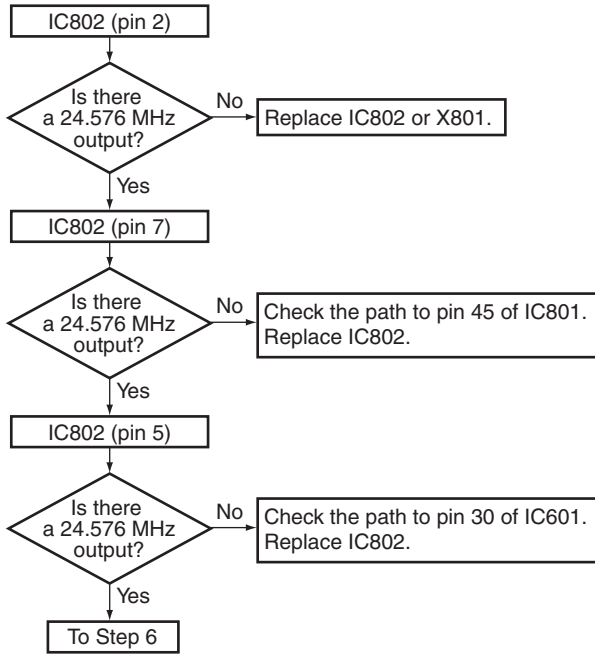 IC802 (pin 2)
Is there
a 24.576 MHz
output?
No
Replace IC802 or X801.
Yes
IC802 (pin 7)
Is there
a 24.576 MHz
output?
No
Check the path to pin 45 of IC801.
Replace IC802.
Yes
IC802 (pin 5)
Is there
a 24.576 MHz
output?
No
Check the path to pin 30 of IC601.
Replace IC802.
Yes
To Step 6